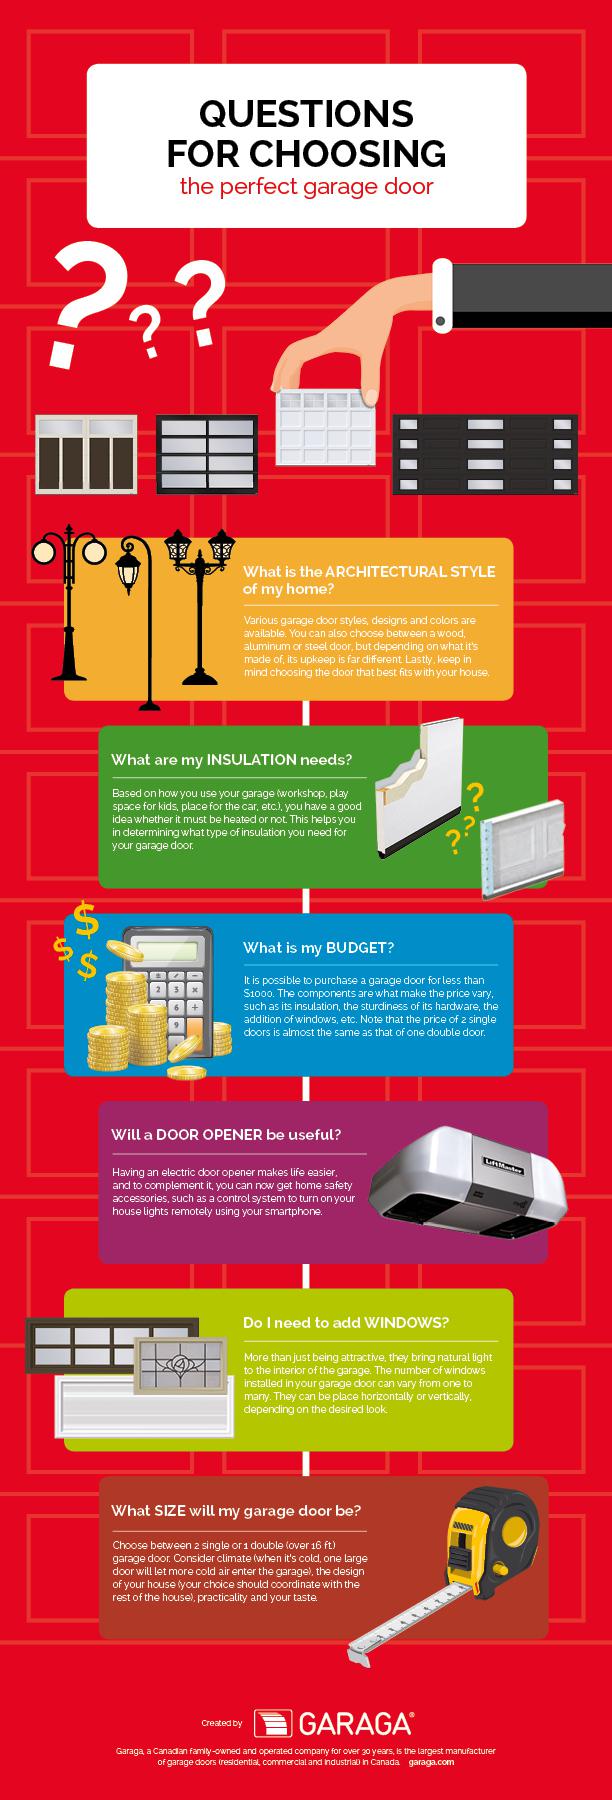 QUESTIONS
FOR CHOOSING
the perfect garage door
? ? ?
What is the ARCHITECTURAL STYLE
of my home?
Various garage door styles, designs and colors are
available. You can also choose between a wood,
aluminum or steel door, but depending on what it's
made of, its upkeep is far different. Lastly, keep in
mind choosing the door that best fits with your house.
What are my INSULATION needs?
Based on how you use your garage (workshop, play
space for kids, place for the car, etc.), you have a good
idea whether it must be heated or not. This helps you
in determining what type of insulation you need for
your garage door.
? ? ?
$ $ $
What is my BUDGET?
It is possible to purchase a garage door for less than
$1000. The components are what make the price vary,
such as its insulation, the sturdiness of its hardware, the
addition of windows, etc. Note that the price of 2 single
doors is almost the same as that of one double door.
Will a DOOR OPENER be useful?
Having an electric door opener makes life easier,
and to complement it, you can now get home safety
accessories, such as a control system to turn on your
house lights remotely using your smartphone.
LiftMaster
Do I need to add WINDOWS?
More than just being attractive, they bring natural light
to the interior of the garage. The number of windows
installed in your garage door can vary from one to
many. They can be place horizontally or vertically,
depending on the desired look.
What SIZE will my garage door be?
Choose between 2 single or 1 double (over 16 ft.)
garage door. Consider climate (when it's cold, one large
door will let more cold air enter the garage), the design
of your house (your choice should coordinate with the
rest of the house), practicality and your taste.
Created by GARAGA®
Garaga, a Canadian family-owned and operated company for over 30 years, is the largest manufacturer
of garage doors (residential, commercial and industrial) in Canada. garaga.com